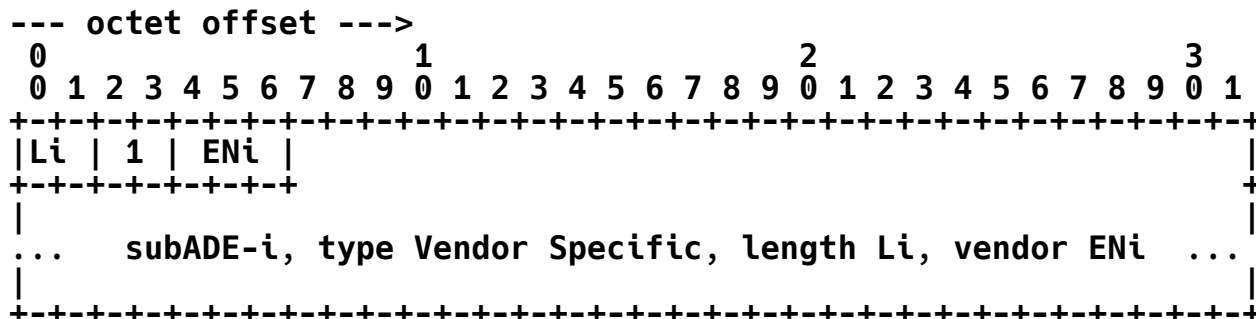 --- octet offset --->
 0                   1                   2                   3
 0 1 2 3 4 5 6 7 8 9 0 1 2 3 4 5 6 7 8 9 0 1 2 3 4 5 6 7 8 9 0 1
+-+-+-+-+-+-+-+-+-+-+-+-+-+-+-+-+-+-+-+-+-+-+-+-+-+-+-+-+-+-+-+-+
|Li | 1 | ENi |                                                 |
+-+-+-+-+-+-+-+                                                 +
|                                                               |
...   subADE-i, type Vendor Specific, length Li, vendor ENi  ...
|                                                               |
+-+-+-+-+-+-+-+-+-+-+-+-+-+-+-+-+-+-+-+-+-+-+-+-+-+-+-+-+-+-+-+-+